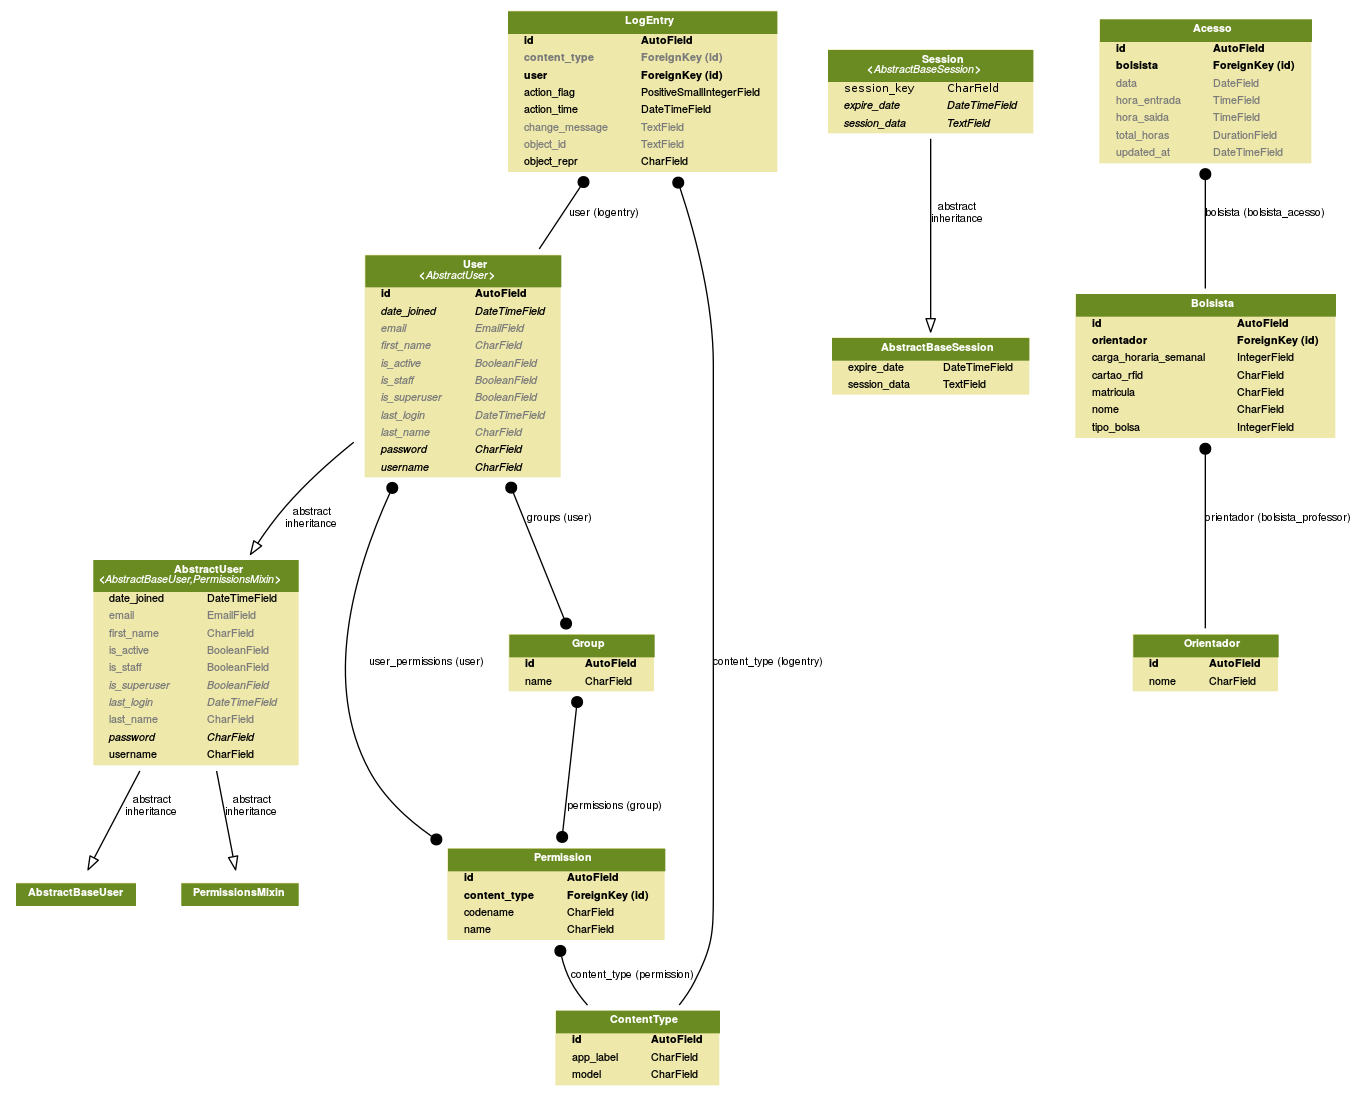 LogEntry
id AutoField
content_type ForeignKey (id)
user ForeignKey (id)
action_flag PositiveSmallIntegerField
action_time DateTimeField
change_message TextField
object_id TextField
object_repr CharField
Session
<AbstractBaseSession>
session_key CharField
expire_date DateTimeField
session_data TextField
Acesso
id AutoField
bolsista ForeignKey (id)
data DateField
hora_entrada TimeField
hora_saida TimeField
total_horas DurationField
updated_at DateTimeField
user (logentry)
abstract
inheritance
bolsista (bolsista_acesso)
User
<AbstractUser>
id AutoField
date_joined DateTimeField
email EmailField
first_name CharField
is_active BooleanField
is_staff BooleanField
is_superuser BooleanField
last_login DateTimeField
last_name CharField
password CharField
username CharField
AbstractBaseSession
expire_date DateTimeField
session_data TextField
Bolsista
id AutoField
orientador ForeignKey (id)
carga_horaria_semanal IntegerField
cartao_rfid CharField
matricula CharField
nome CharField
tipo_bolsa IntegerField
abstract
inheritance
groups (user)
orientador (bolsista_professor)
AbstractUser
<AbstractBaseUser,PermissionsMixin>
date_joined DateTimeField
email EmailField
first_name CharField
is_active BooleanField
is_staff BooleanField
is_superuser BooleanField
last_login DateTimeField
last_name CharField
password CharField
username CharField
user_permissions (user)
Group
id AutoField
name CharField
content_type (logentry)
Orientador
id AutoField
nome CharField
abstract
inheritance
abstract
inheritance
permissions (group)
AbstractBaseUser
PermissionsMixin
Permission
id AutoField
content_type ForeignKey (id)
codename CharField
name CharField
content_type (permission)
ContentType
id AutoField
app_label CharField
model CharField